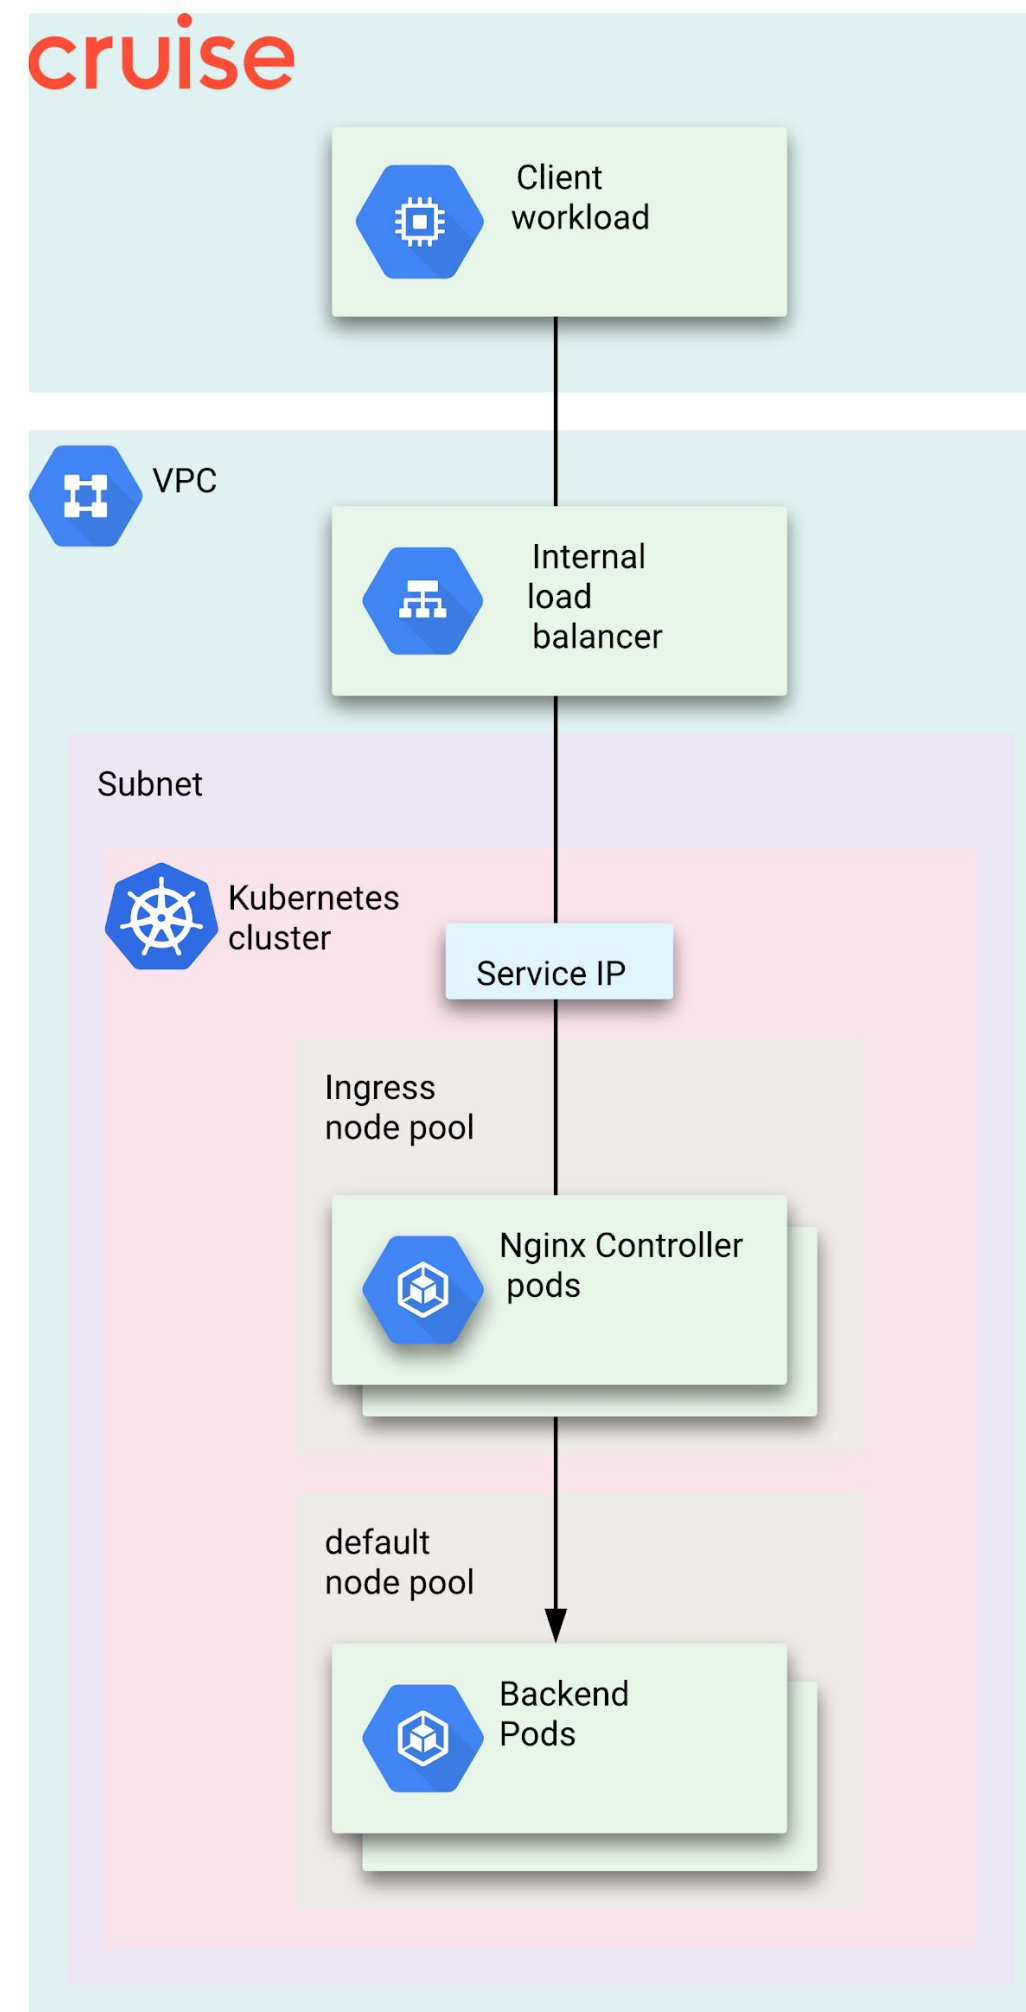 cruise
Client
workload
VPC
Internal
load
balancer
Subnet
Kubernetes
cluster
Service IP
Ingress
node pool
Nginx Controller
pods
default
node pool
Backend
Pods